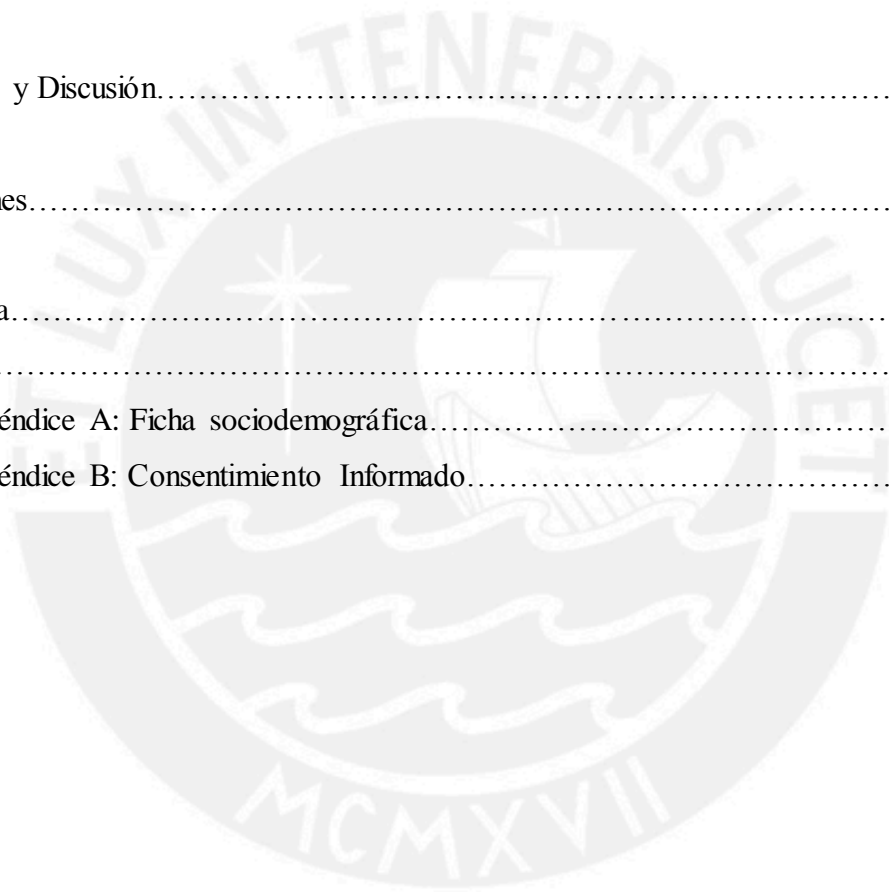 y Discusión……………………………………………………………………
nes……………………………………………………………………………
a………………………………………………………………………………
………………………………………………………………………………
éndice A: Ficha sociodemográfica…………………………………………
éndice B: Consentimiento Informado………………………………………
ET LUX IN TENEBRIS LUCET
MCMXVII